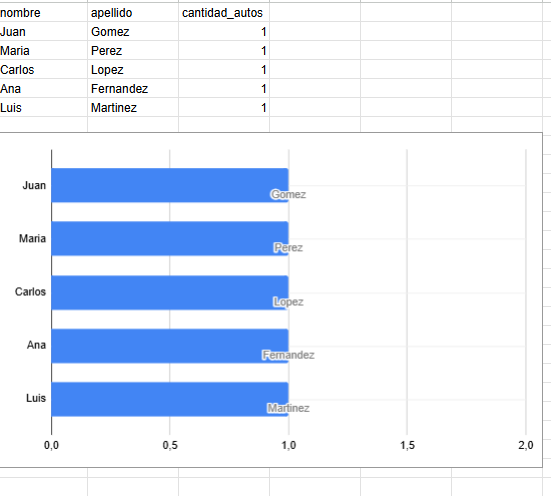 nombre apellido cantidad_autos
Juan Gomez 1
Maria Perez 1
Carlos Lopez 1
Ana Fernandez 1
Luis Martinez 1
Juan Gomez
Maria Perez
Carlos Lopez
Ana Fernandez
Luis Martinez
0,0 0,5 1,0 1,5 2,0